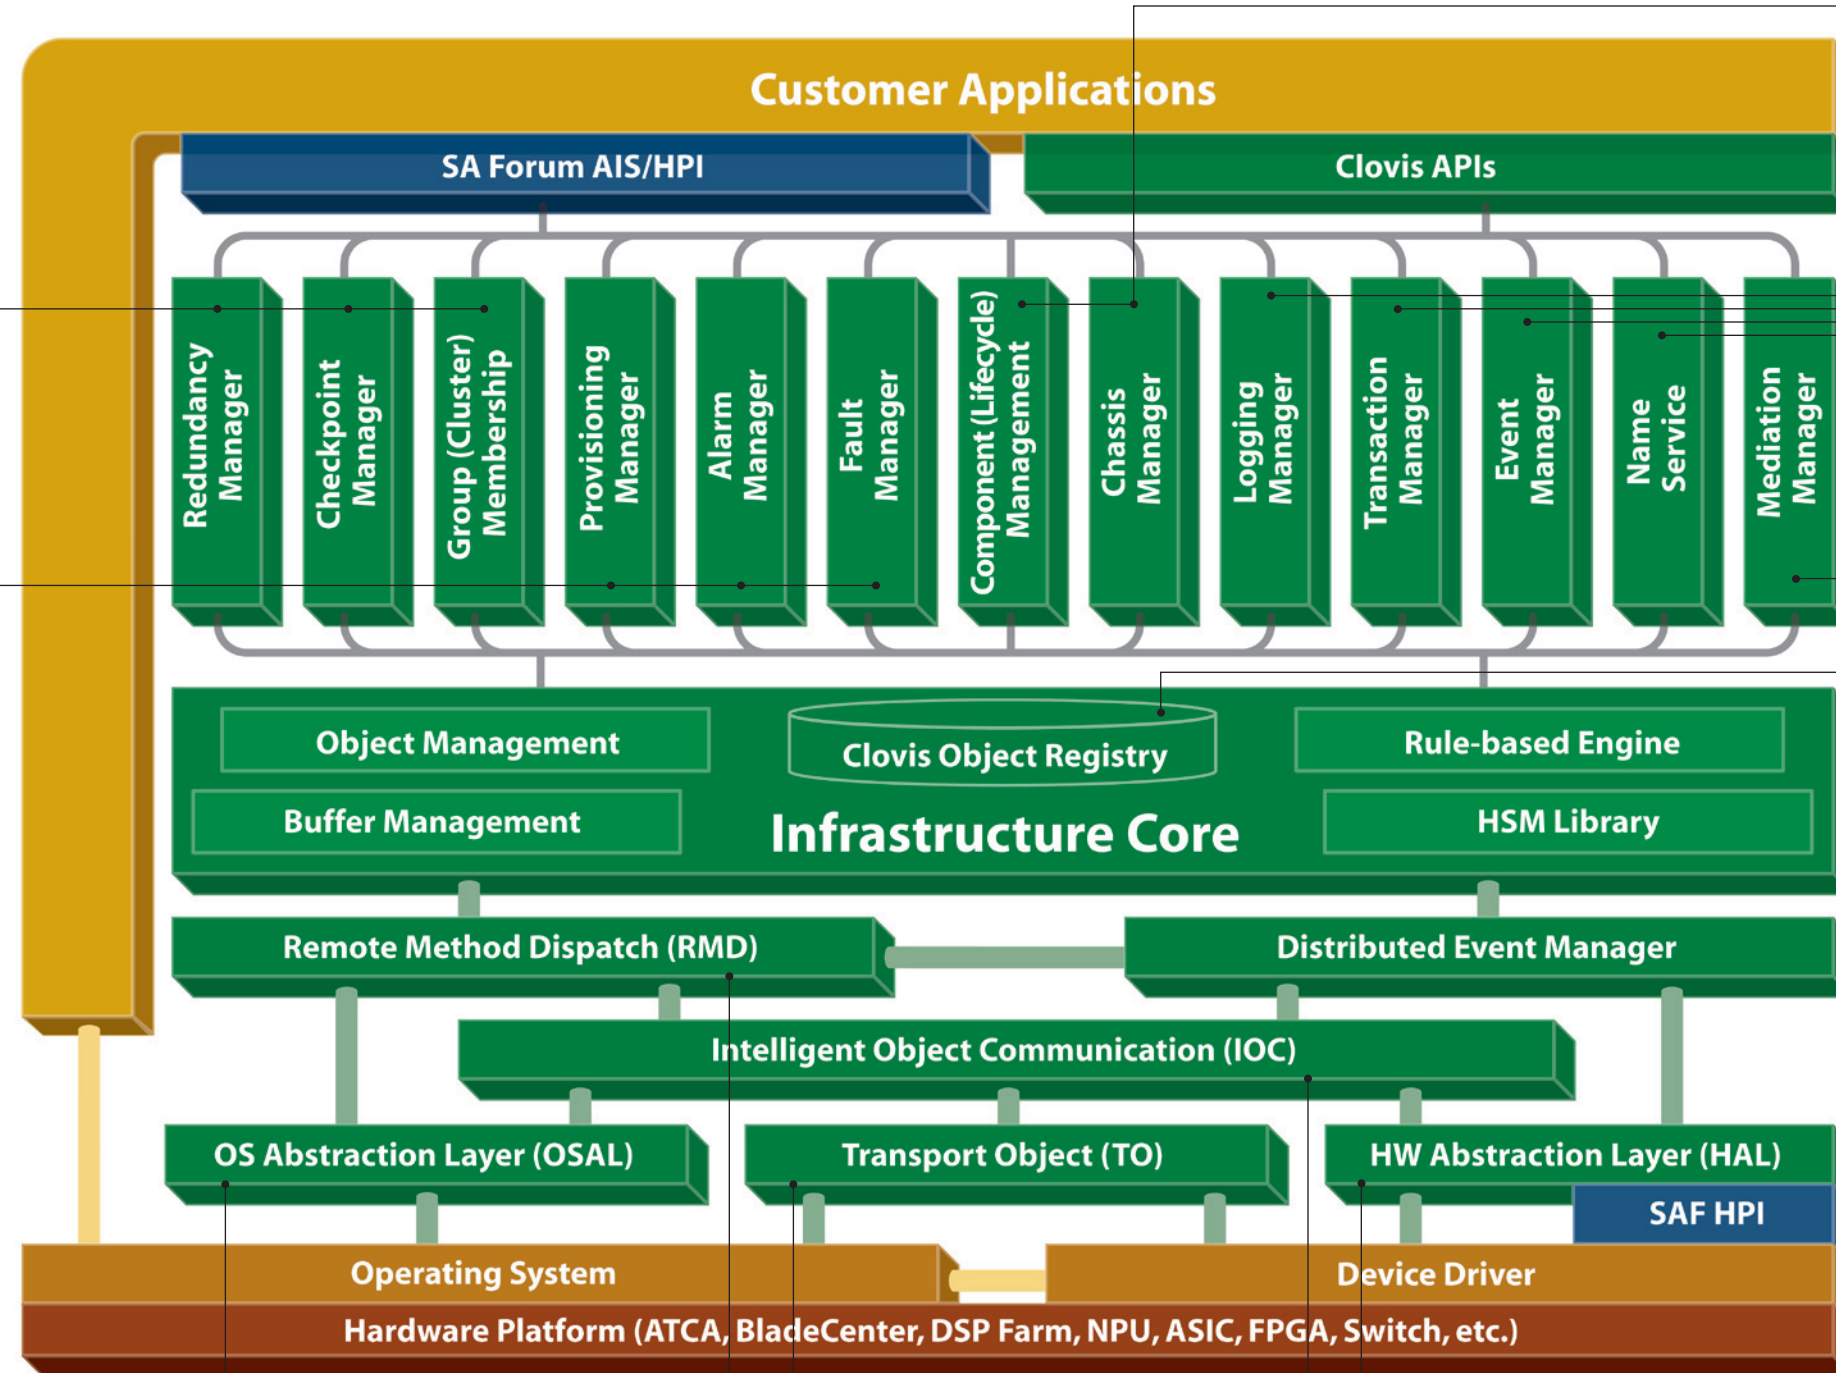 Customer Applications
SA Forum AIS/HPI
Clovis APIs
Redundancy
Manager
Checkpoint
Manager
Group (Cluster)
Membership
Provisioning
Manager
Alarm
Manager
Fault
Manager
Component (Lifecycle)
Management
Chassis
Manager
Logging
Manager
Transaction
Manager
Event
Manager
Name
Service
Mediation
Manager
Object Management
Clovis Object Registry
Rule-based Engine
Buffer Management
Infrastructure Core
HSM Library
Remote Method Dispatch (RMD)
Distributed Event Manager
Intelligent Object Communication (IOC)
OS Abstraction Layer (OSAL)
Transport Object (TO)
HW Abstraction Layer (HAL)
SAF HPI
Operating System
Device Driver
Hardware Platform (ATCA, BladeCenter, DSP Farm, NPU, ASIC, FPGA, Switch, etc.)